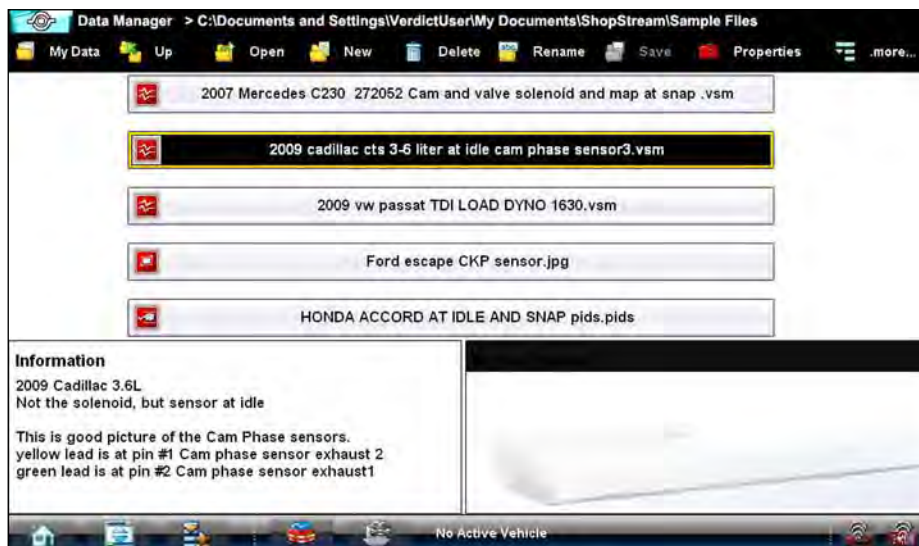 Data Manager > C:\Documents and Settings\VerdictUser\My Documents\ShopStream\Sample Files
My Data Up Open New Delete Rename Save Properties .more...
2007 Mercedes C230 272052 Cam and valve solenoid and map at snap .vsm
2009 cadillac cts 3-6 liter at idle cam phase sensor3.vsm
2009 vw passat TDI LOAD DYNO 1630.vsm
Ford escape CKP sensor.jpg
HONDA ACCORD AT IDLE AND SNAP pids.pids
Information
2009 Cadillac 3.6L
Not the solenoid, but sensor at idle
This is good picture of the Cam Phase sensors.
yellow lead is at pin #1 Cam phase sensor exhaust 2
green lead is at pin #2 Cam phase sensor exhaust1
No Active Vehicle